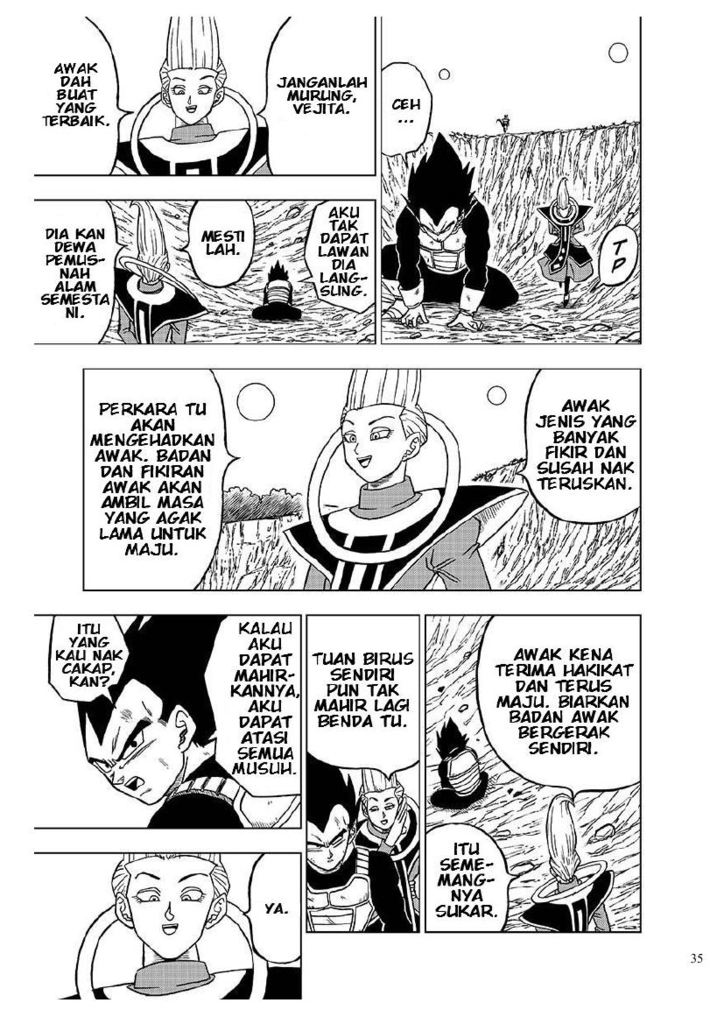 CEH
...
TP
JANGANLAH
MURUNG,
VEJITA.
AWAK
DAH
BUAT
YANG
TERBAIK.
AKU
TAK
DAPAT
LAWAN
DIA
LANG-
SUNG.
MESTI
LAH.
DIA KAN
DEWA
PEMUS-
NAH
ALAM
SEMESTA
NI.
AWAK
JENIS YANG
BANYAK
FIKIR DAN
SUSAH NAK
TERUSKAN.
PERKARA TU
AKAN
MENGEHADKAN
AWAK. BADAN
DAN FIKIRAN
AWAK AKAN
AMBIL MASA
YANG AGAK
LAMA UNTUK
MAJU.
AWAK KENA
TERIMA HAKIKAT
DAN TERUS
MAJU. BIARKAN
BADAN AWAK
BERGERAK
SENDIRI.
ITU
SEME-
MANG-
NYA
SUKAR.
TUAN BIRUS
SENDIRI
PUN TAK
MAHIR LAGI
BENDA TU.
KALAU
AKU
DAPAT
MAHIR-
KANNYA,
AKU
DAPAT
ATASI
SEMUA
MUSUH.
ITU
YANG
KAU NAK
CAKAP,
KAN?
YA.
35